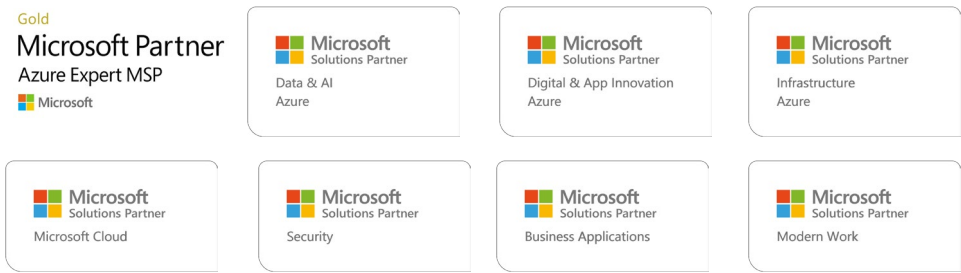 Gold
Microsoft Partner
Azure Expert MSP
Microsoft
Microsoft
Solutions Partner
Data & AI
Azure
Microsoft
Solutions Partner
Digital & App Innovation
Azure
Microsoft
Solutions Partner
Infrastructure
Azure
Microsoft
Solutions Partner
Microsoft Cloud
Microsoft
Solutions Partner
Security
Microsoft
Solutions Partner
Business Applications
Microsoft
Solutions Partner
Modern Work